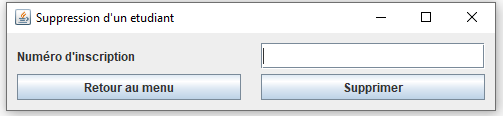 Suppression d'un etudiant
Numéro d'inscription
Retour au menu Supprimer